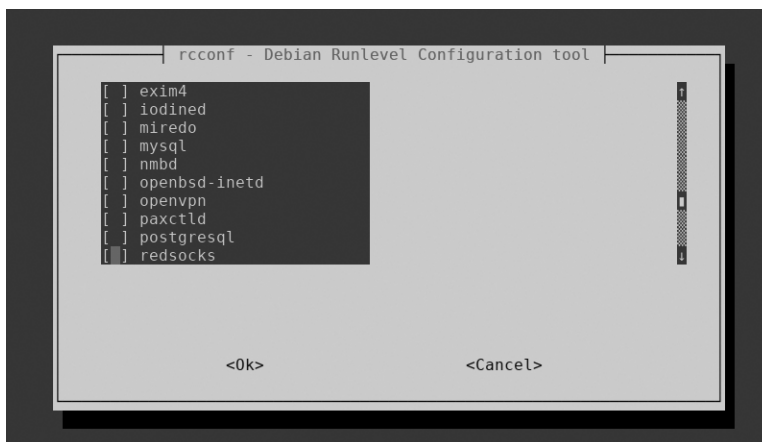 rcconf - Debian Runlevel Configuration tool
[ ] exim4
[ ] iodined
[ ] miredo
[ ] mysql
[ ] nmbd
[ ] openbsd-inetd
[ ] openvpn
[ ] paxctld
[ ] postgresql
[ ] redsocks
<Ok> <Cancel>